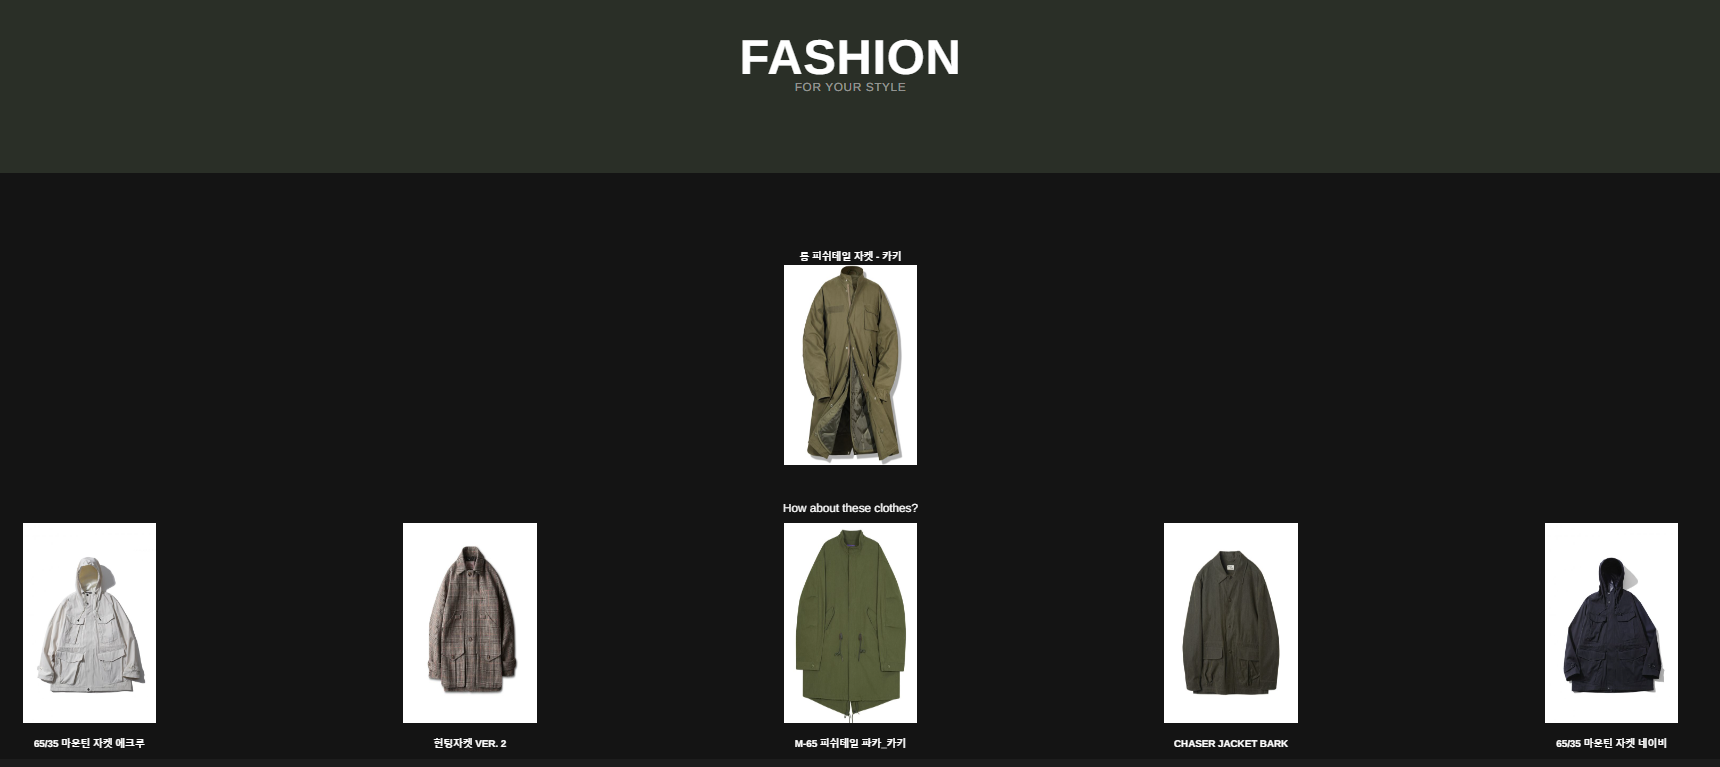 FASHION
FOR YOUR STYLE
롱 피쉬테일 자켓 - 카키
How about these clothes?
65/35 마운틴 자켓 에크루
헌팅자켓 VER. 2
M-65 피쉬테일 파카_카키
CHASER JACKET BARK
65/35 마운틴 자켓 네이비